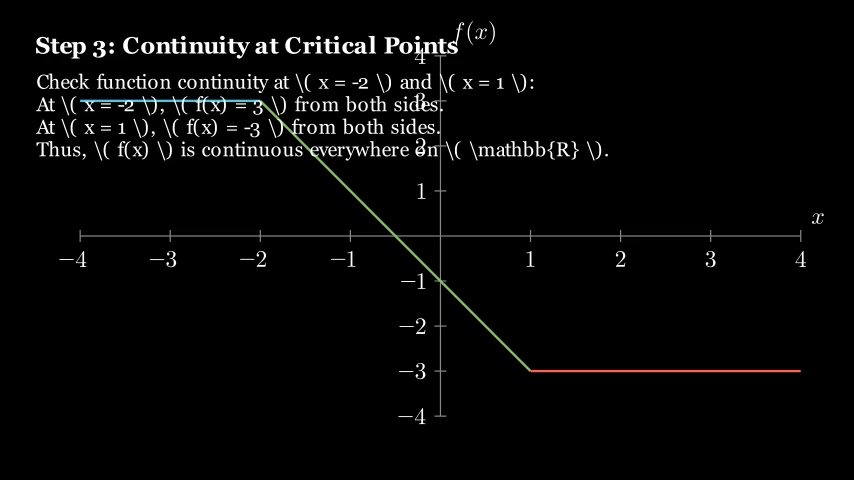 f(x)
Step 3: Continuity at Critical Points
4
Check function continuity at \( x = -2 \) and \( x = 1 \):
At \( x = -2 \), \( f(x) = 3 \) from both sides.
3
At \( x = 1 \), \( f(x) = -3 \) from both sides.
Thus, \( f(x) \) is continuous everywhere on \( \mathbb{R} \).
2
1
x
−4 −3 −2 −1 1 2 3 4
−1
−2
−3
−4